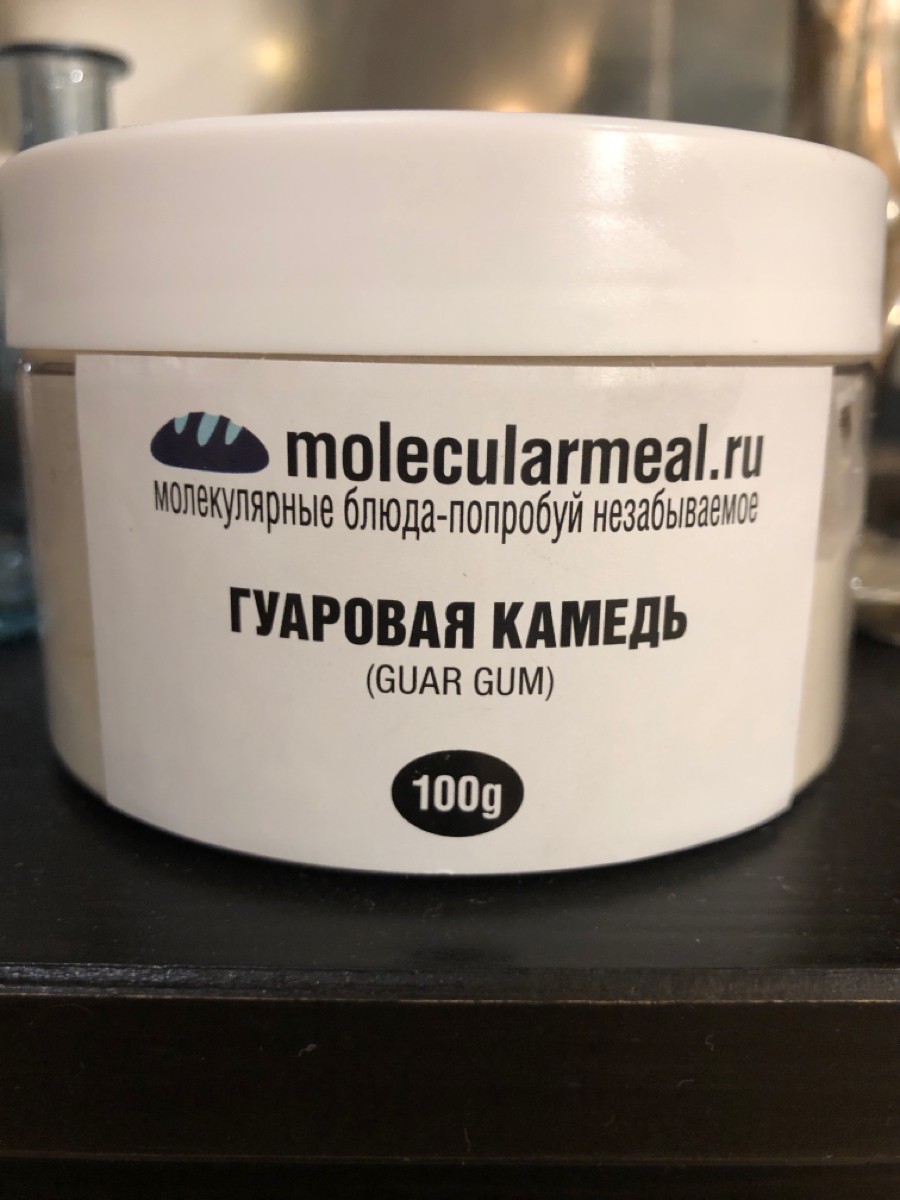 molecularmeal.ru
молекулярные блюда-попробуй незабываемое
ГУАРОВАЯ КАМЕДЬ
(GUAR GUM)
100g